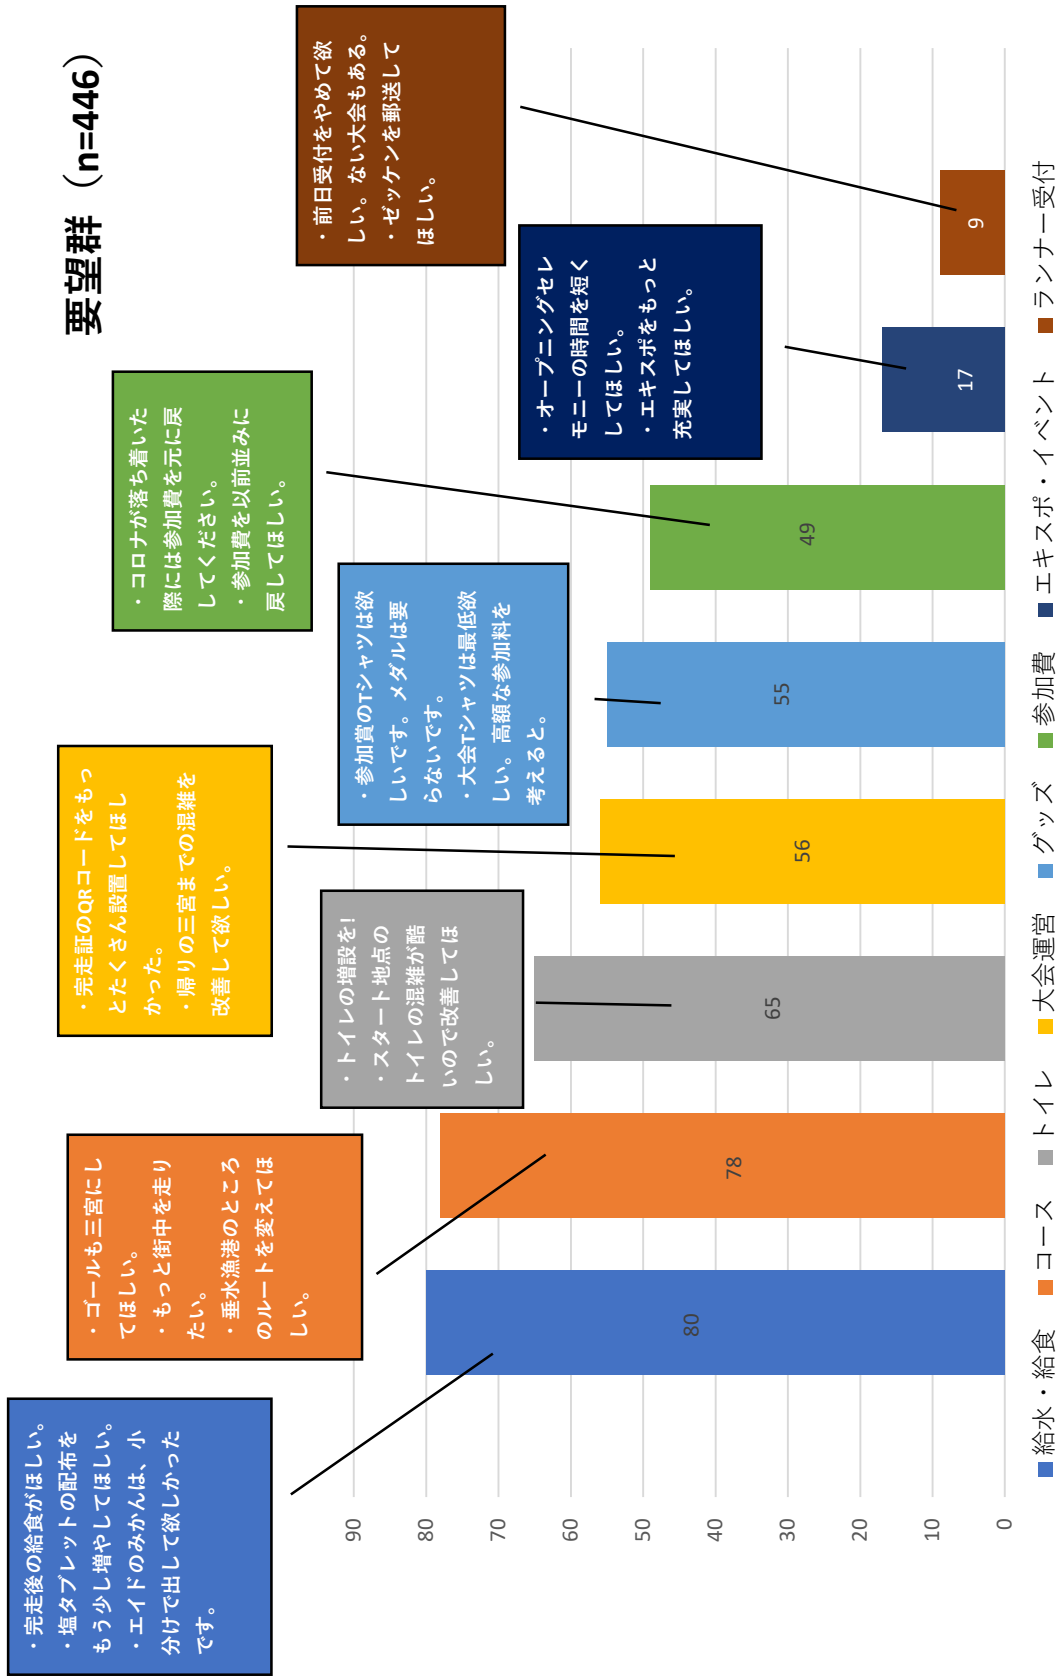 要望群（n=446）
・完走後の給食がほしい。
・塩タブレットの配布を
もう少し増やしてほしい。
・エイドのみかんは、小
分けで出して欲しかった
です。
・ゴールも三宮にし
てほしい。
・もっと街中を走り
たい。
・垂水漁港のところ
のルートを変えてほ
しい。
・トイレの増設を!
・スタート地点の
トイレの混雑が酷
いので改善してほ
しい。
・完走証のQRコードをもっ
とたくさん設置してほし
かった。
・帰りの三宮までの混雑を
改善して欲しい。
・参加賞のTシャツは欲
しいです。メダルは要
らないです。
・大会Tシャツは最低欲
しい。高額な参加料を
考えると。
・コロナが落ち着いた
際には参加費を元に戻
してください。
・参加費を以前並みに
戻してほしい。
・オープニングセレ
モニーの時間を短く
してほしい。
・エキスポをもっと
充実してほしい。
・前日受付をやめて欲
しい。ない大会もある。
・ゼッケンを郵送して
ほしい。
90
80
70
60
50
40
30
20
10
0
80
78
65
56
55
49
17
9
給水・給食 コース トイレ 大会運営 グッズ 参加費 エキスポ・イベント ランナー受付